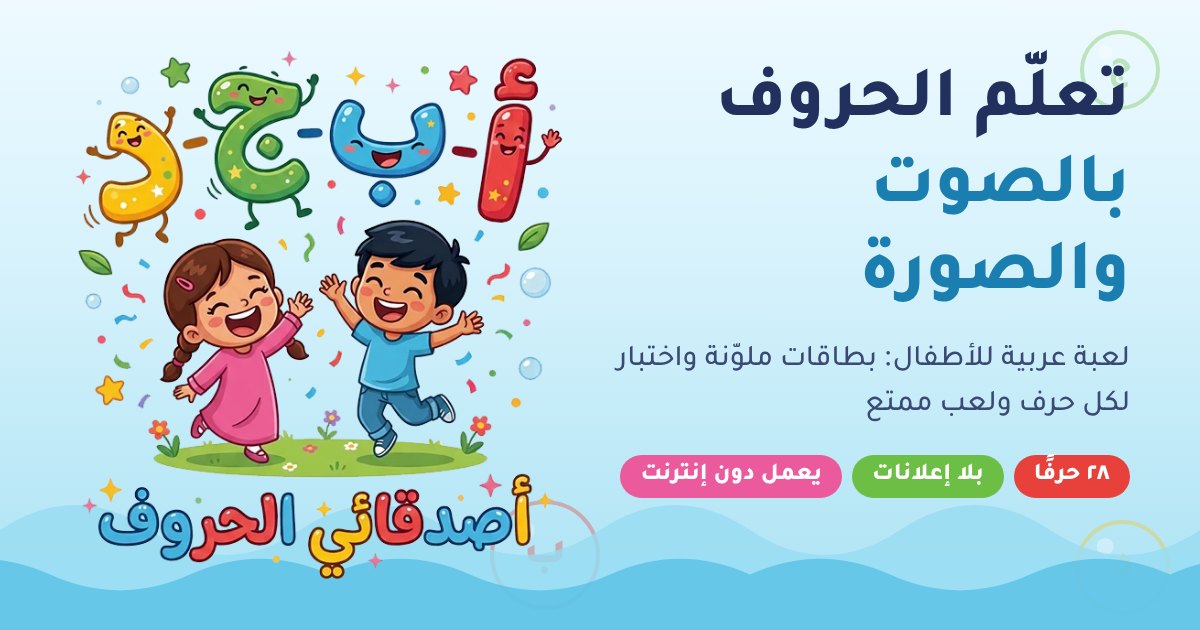 تعلّم الحروف
بالصوت
والصورة
لعبة عربية للأطفال: بطاقات ملوّنة واختبار
لكل حرف ولعب ممتع
٢٨ حرفًا
بلا إعلانات
يعمل دون إنترنت
أ - ب - ج - د
أصدقائي الحروف
ب